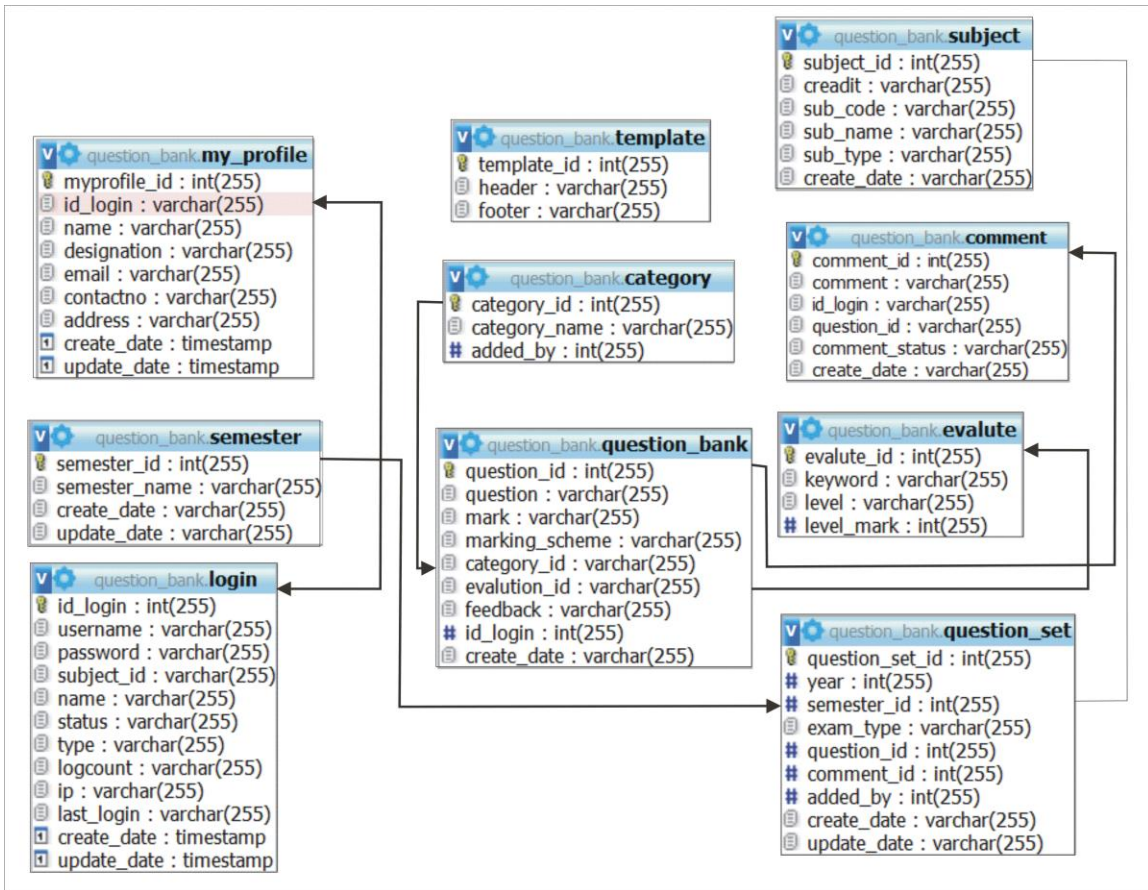 question_bank.subject
subject_id : int(255)
creadit : varchar(255)
sub_code : varchar(255)
sub_name : varchar(255)
sub_type : varchar(255)
create_date : varchar(255)
question_bank.template
template_id : int(255)
header : varchar(255)
footer : varchar(255)
question_bank.my_profile
myprofile_id : int(255)
id_login : varchar(255)
name : varchar(255)
designation : varchar(255)
email : varchar(255)
contactno : varchar(255)
address : varchar(255)
create_date : timestamp
update_date : timestamp
question_bank.comment
comment_id : int(255)
comment : varchar(255)
id_login : varchar(255)
question_id : varchar(255)
comment_status : varchar(255)
create_date : varchar(255)
question_bank.category
category_id : int(255)
category_name : varchar(255)
# added_by : int(255)
question_bank.semester
semester_id : int(255)
semester_name : varchar(255)
create_date : varchar(255)
update_date : varchar(255)
question_bank.question_bank
question_id : int(255)
question : varchar(255)
mark : varchar(255)
marking_scheme : varchar(255)
category_id : varchar(255)
evalution_id : varchar(255)
feedback : varchar(255)
# id_login : int(255)
create_date : varchar(255)
question_bank.evalute
evalute_id : int(255)
keyword : varchar(255)
level : varchar(255)
# level_mark : int(255)
question_bank.login
id_login : int(255)
username : varchar(255)
password : varchar(255)
subject_id : varchar(255)
name : varchar(255)
status : varchar(255)
type : varchar(255)
logcount : varchar(255)
ip : varchar(255)
last_login : varchar(255)
create_date : timestamp
update_date : timestamp
question_bank.question_set
question_set_id : int(255)
# year : int(255)
# semester_id : int(255)
exam_type : varchar(255)
# question_id : int(255)
# comment_id : int(255)
# added_by : int(255)
create_date : varchar(255)
update_date : varchar(255)